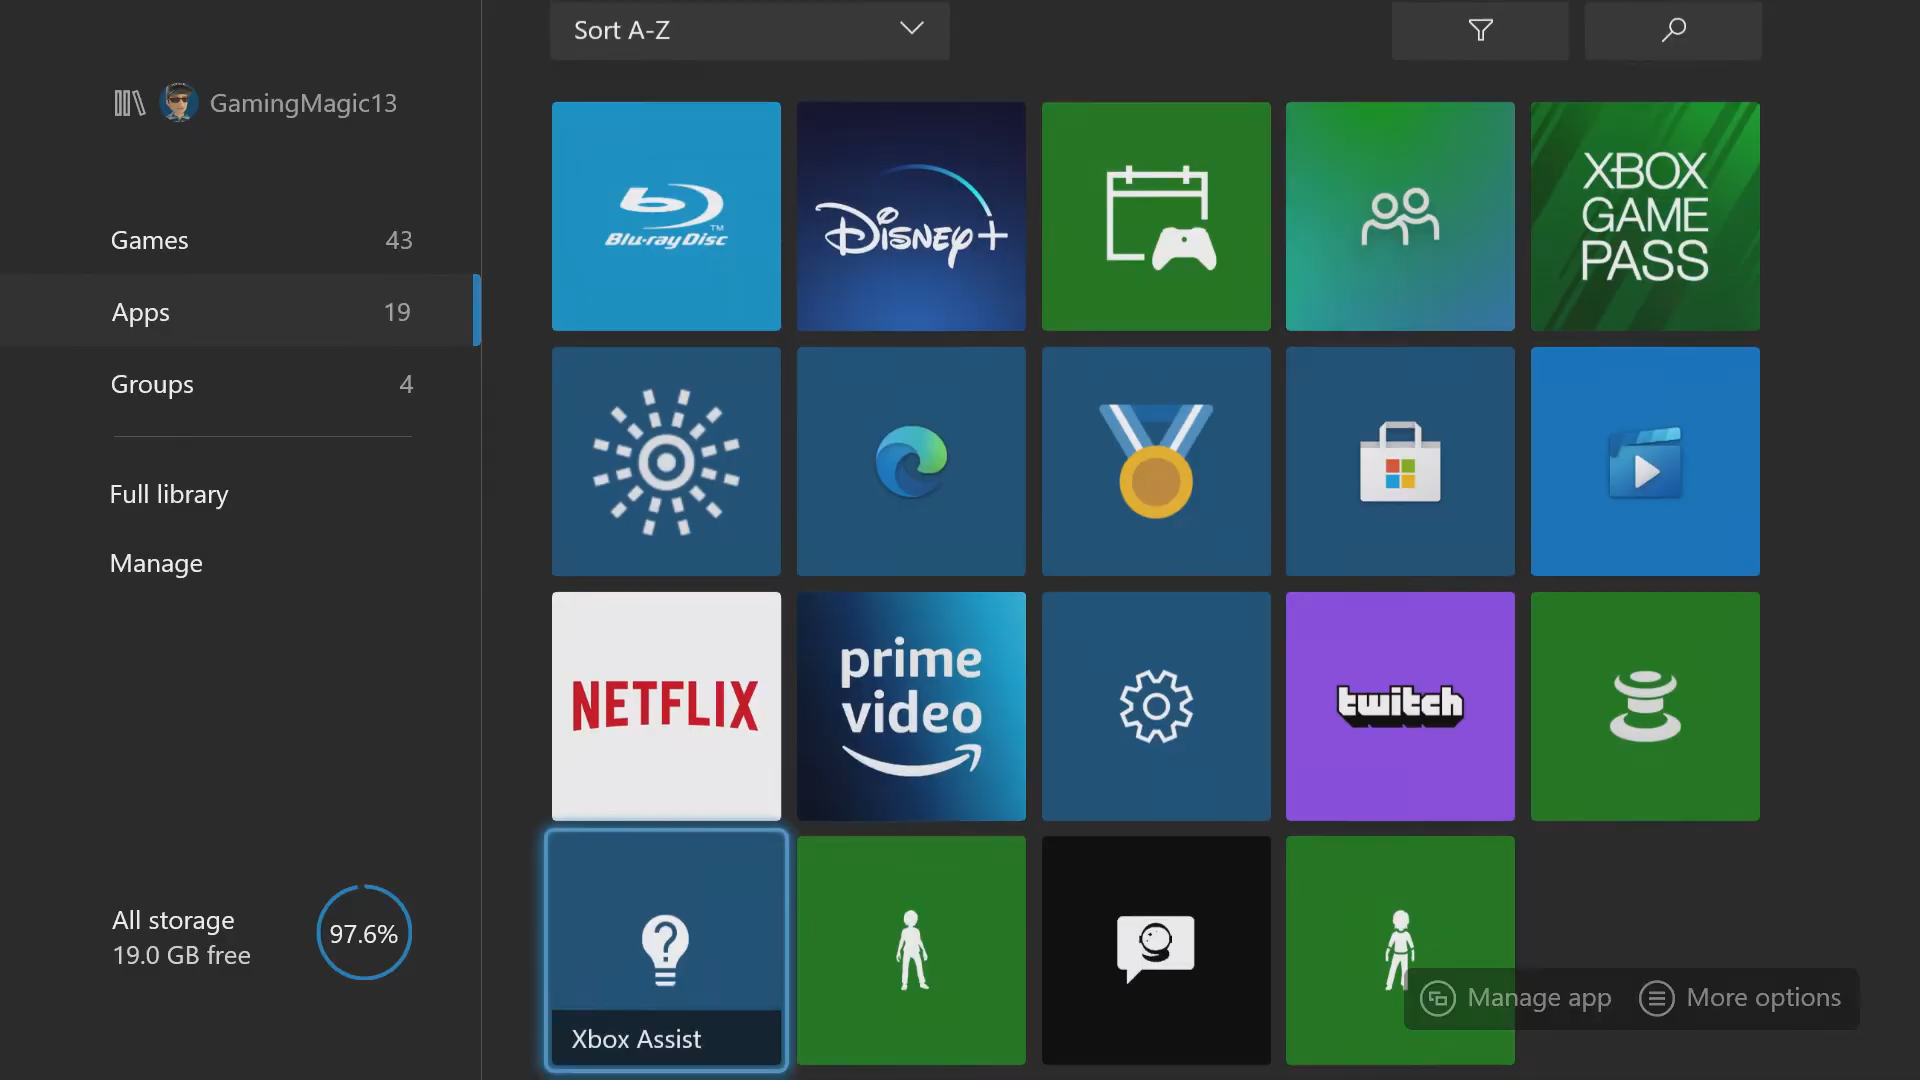 Sort A-Z
GamingMagic13
Games 43
Apps 19
Groups 4
Full library
Manage
All storage
19.0 GB free
97.6%
Blu-ray Disc™
Disney+
XBOX
GAME
PASS
NETFLIX
prime
video
twitch
Xbox Assist
Manage app
More options